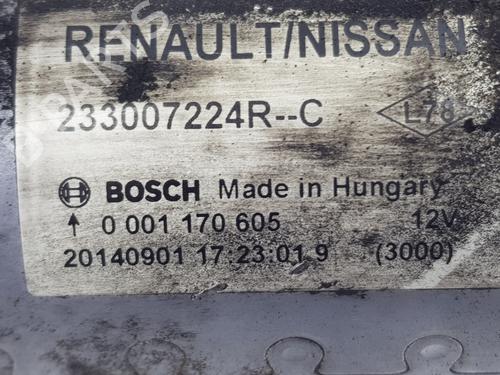 RENAULT/NISSAN
233007224R--C
L78
BOSCH Made in Hungary
0 001 170 605 12V
20140901 17:23:01 9 (3000)